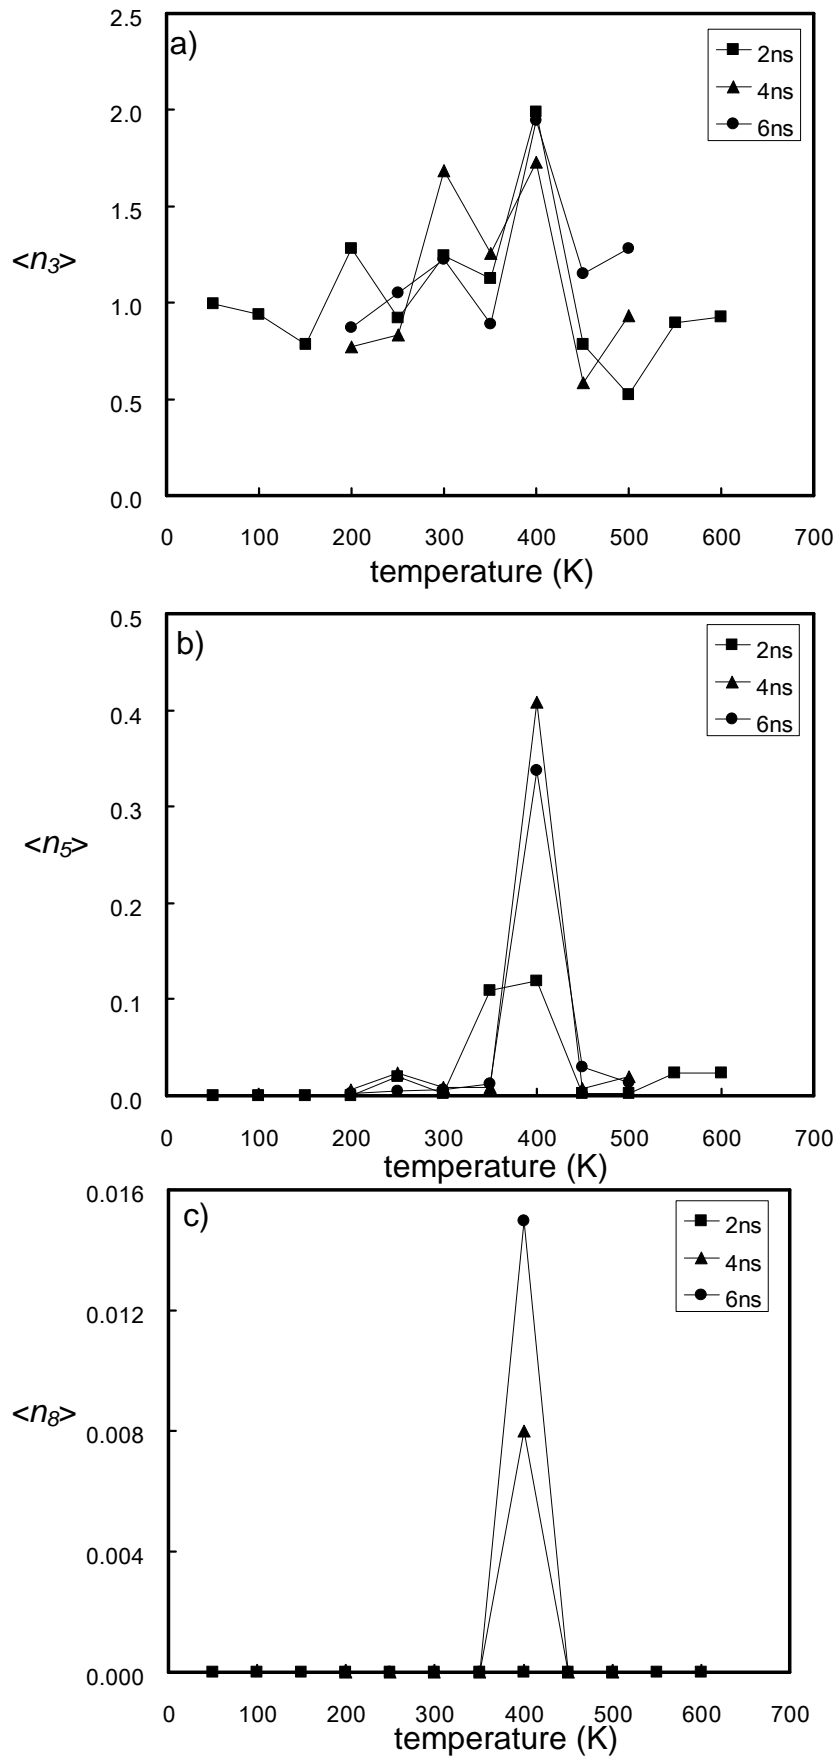 2.5
a)
2ns
4ns
6ns
2.0
1.5
<n3>
1.0
0.5
0.0
0 100 200 300 400 500 600 700
temperature (K)
0.5
b)
2ns
4ns
6ns
0.4
0.3
<n5>
0.2
0.1
0.0
0 100 200 300 400 500 600 700
temperature (K)
0.016
c)
2ns
4ns
6ns
0.012
<n8>
0.008
0.004
0.000
0 100 200 300 400 500 600 700
temperature (K)